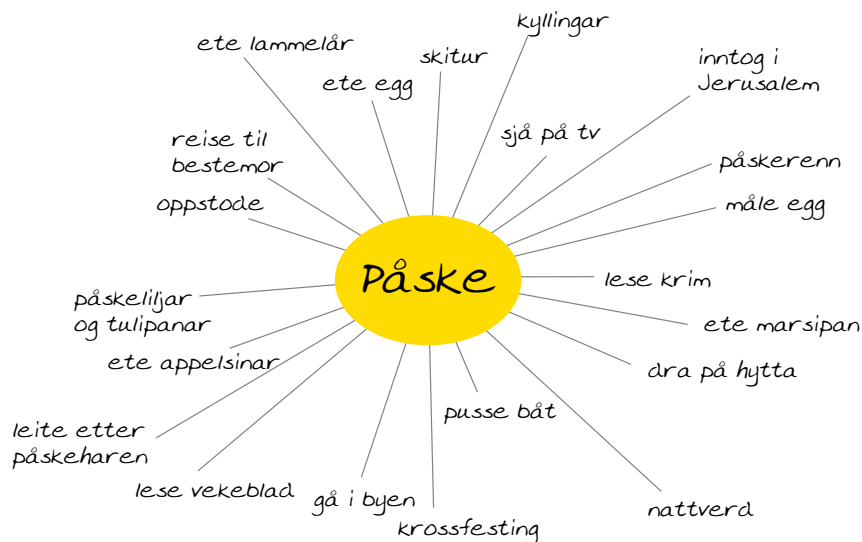 kyllingar
ete lammelår
skitur
inntog i
Jerusalem
ete egg
sjå på tv
reise til
bestemor
påskerenn
oppstode
måle egg
Påske
lese krim
påskeliljar
og tulipanar
ete marsipan
ete appelsinar
dra på hytta
pusse båt
leite etter
påskeharen
lese vekeblad
gå i byen
nattverd
krossfesting